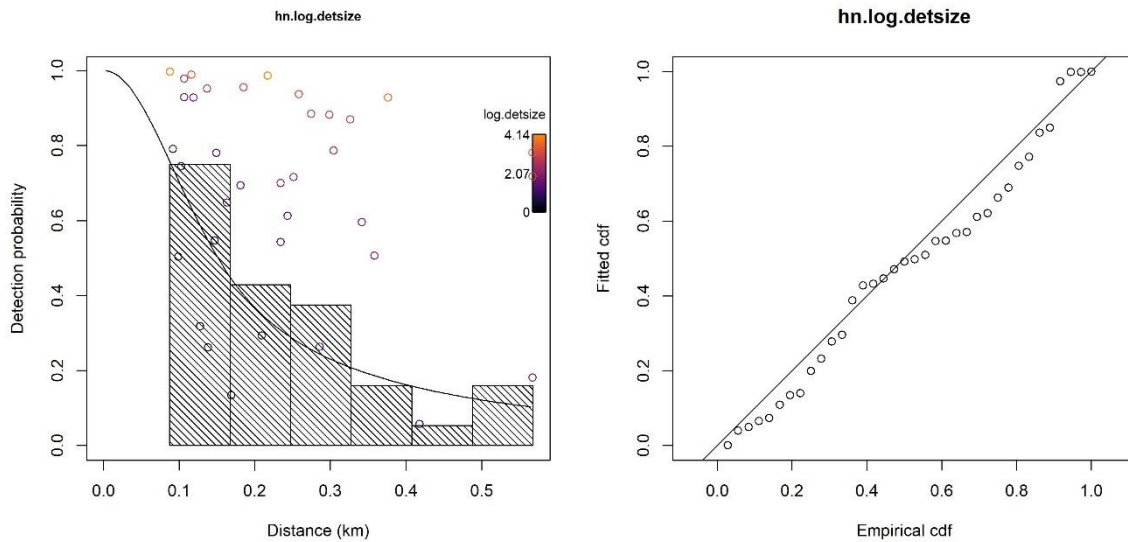 hn.log.detsize
Detection probability
1.0
0.8
0.6
0.4
0.2
0.0
log.detsize
4.14
2.07
0
0.0 0.1 0.2 0.3 0.4 0.5
Distance (km)
hn.log.detsize
Fitted cdf
1.0
0.8
0.6
0.4
0.2
0.0
0.0 0.2 0.4 0.6 0.8 1.0
Empirical cdf